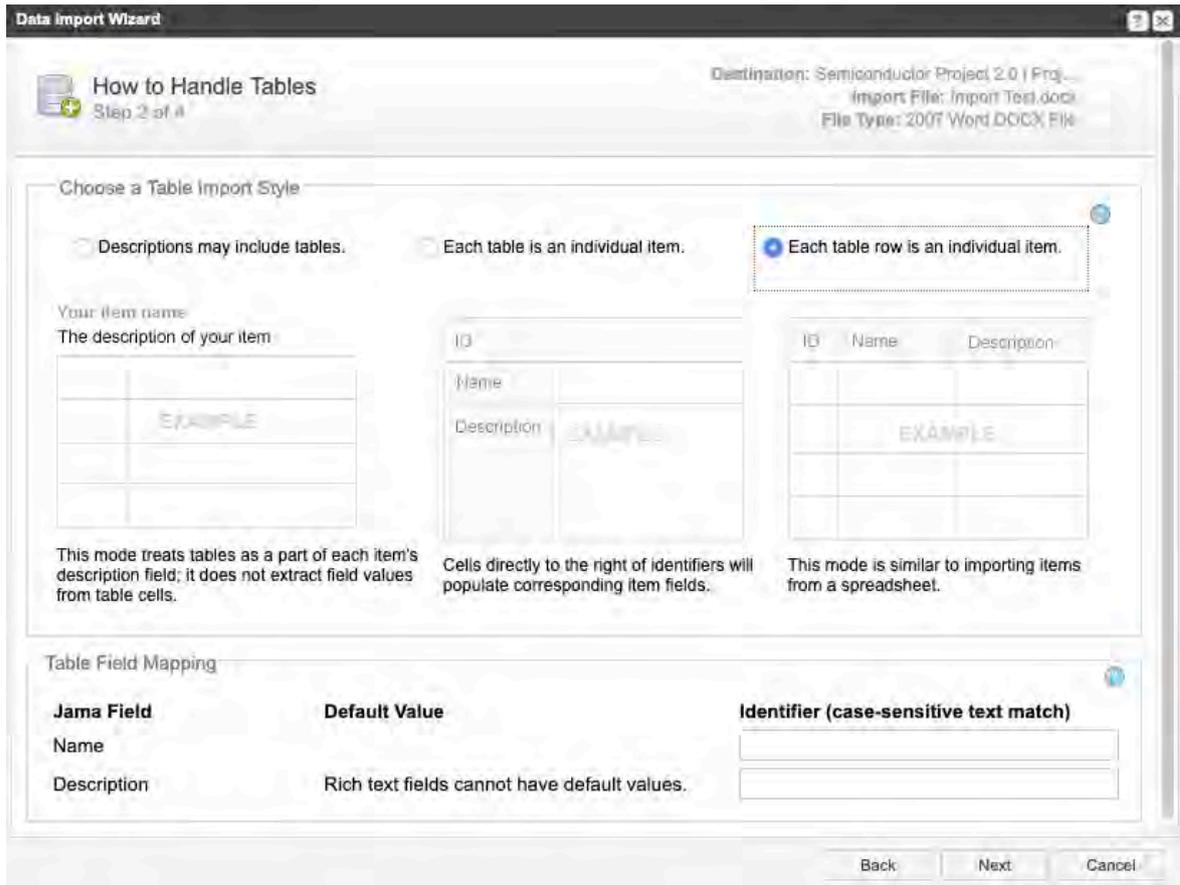 Data Import Wizard
How to Handle Tables
Step 2 of 4
Destination: Semiconductor Project 2.0 | Proj...
Import File: Import Test.docx
File Type: 2007 Word DOCX File
Choose a Table Import Style
Descriptions may include tables.
Each table is an individual item.
Each table row is an individual item.
Your item name
The description of your item
EXAMPLE
ID
Name
Description
EXAMPLE
ID Name Description
EXAMPLE
This mode treats tables as a part of each item's
description field; it does not extract field values
from table cells.
Cells directly to the right of identifiers will
populate corresponding item fields.
This mode is similar to importing items
from a spreadsheet.
Table Field Mapping
Jama Field Default Value Identifier (case-sensitive text match)
Name
Description Rich text fields cannot have default values.
Back Next Cancel